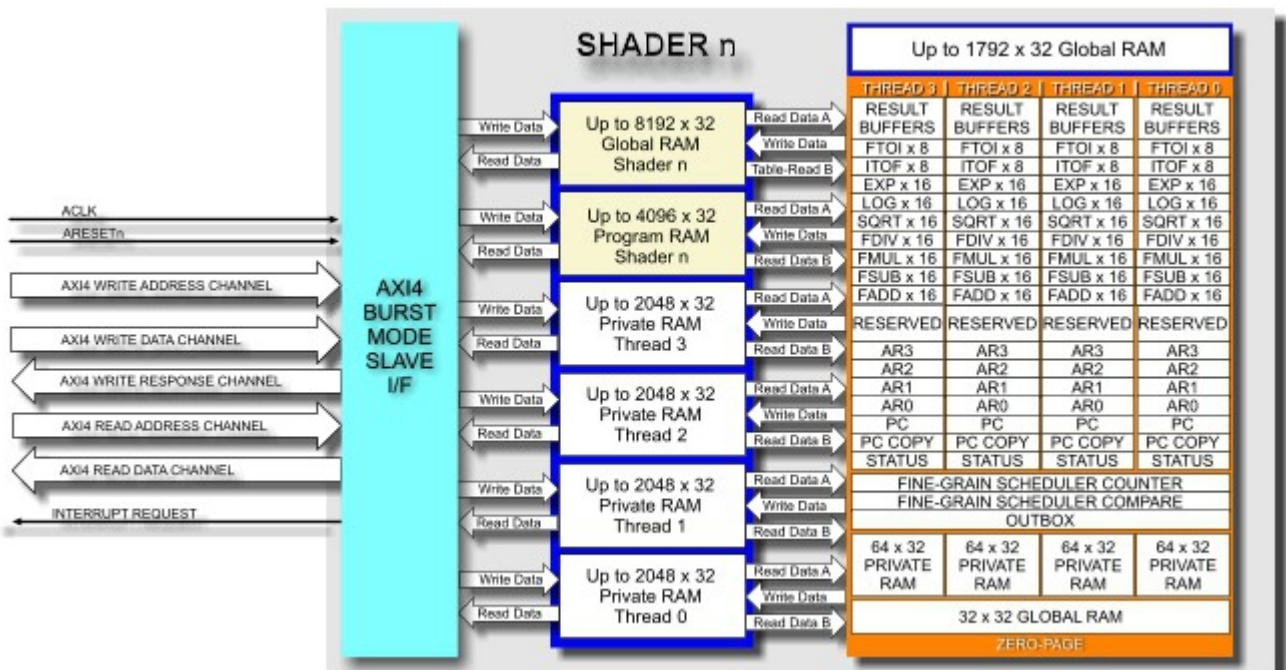 SHADER n
ACLK
ARESETn
AXI4 WRITE ADDRESS CHANNEL
AXI4 WRITE DATA CHANNEL
AXI4 WRITE RESPONSE CHANNEL
AXI4 READ ADDRESS CHANNEL
AXI4 READ DATA CHANNEL
INTERRUPT REQUEST
AXI4
BURST
MODE
SLAVE
I/F
Write Data
Read Data
Write Data
Read Data
Write Data
Read Data
Write Data
Read Data
Write Data
Read Data
Write Data
Read Data
Up to 8192 x 32
Global RAM
Shader n
Up to 4096 x 32
Program RAM
Shader n
Up to 2048 x 32
Private RAM
Thread 3
Up to 2048 x 32
Private RAM
Thread 2
Up to 2048 x 32
Private RAM
Thread 1
Up to 2048 x 32
Private RAM
Thread 0
Read Data A
Write Data
Table-Read B
Read Data A
Write Data
Read Data B
Read Data A
Write Data
Read Data B
Read Data A
Write Data
Read Data B
Read Data A
Write Data
Read Data B
Read Data A
Write Data
Read Data B
Up to 1792 x 32 Global RAM
THREAD 3 | THREAD 2 | THREAD 1 | THREAD 0
RESULT RESULT RESULT RESULT
BUFFERS BUFFERS BUFFERS BUFFERS
FTOI x 8 FTOI x 8 FTOI x 8 FTOI x 8
ITOF x 8 ITOF x 8 ITOF x 8 ITOF x 8
EXP x 16 EXP x 16 EXP x 16 EXP x 16
LOG x 16 LOG x 16 LOG x 16 LOG x 16
SQRT x 16 SQRT x 16 SQRT x 16 SQRT x 16
FDIV x 16 FDIV x 16 FDIV x 16 FDIV x 16
FMUL x 16 FMUL x 16 FMUL x 16 FMUL x 16
FSUB x 16 FSUB x 16 FSUB x 16 FSUB x 16
FADD x 16 FADD x 16 FADD x 16 FADD x 16
RESERVED RESERVED RESERVED RESERVED
AR3 AR3 AR3 AR3
AR2 AR2 AR2 AR2
AR1 AR1 AR1 AR1
AR0 AR0 AR0 AR0
PC PC PC PC
PC COPY PC COPY PC COPY PC COPY
STATUS STATUS STATUS STATUS
FINE-GRAIN SCHEDULER COUNTER
FINE-GRAIN SCHEDULER COMPARE
OUTBOX
64 x 32 64 x 32 64 x 32 64 x 32
PRIVATE PRIVATE PRIVATE PRIVATE
RAM RAM RAM RAM
32 x 32 GLOBAL RAM
ZERO-PAGE